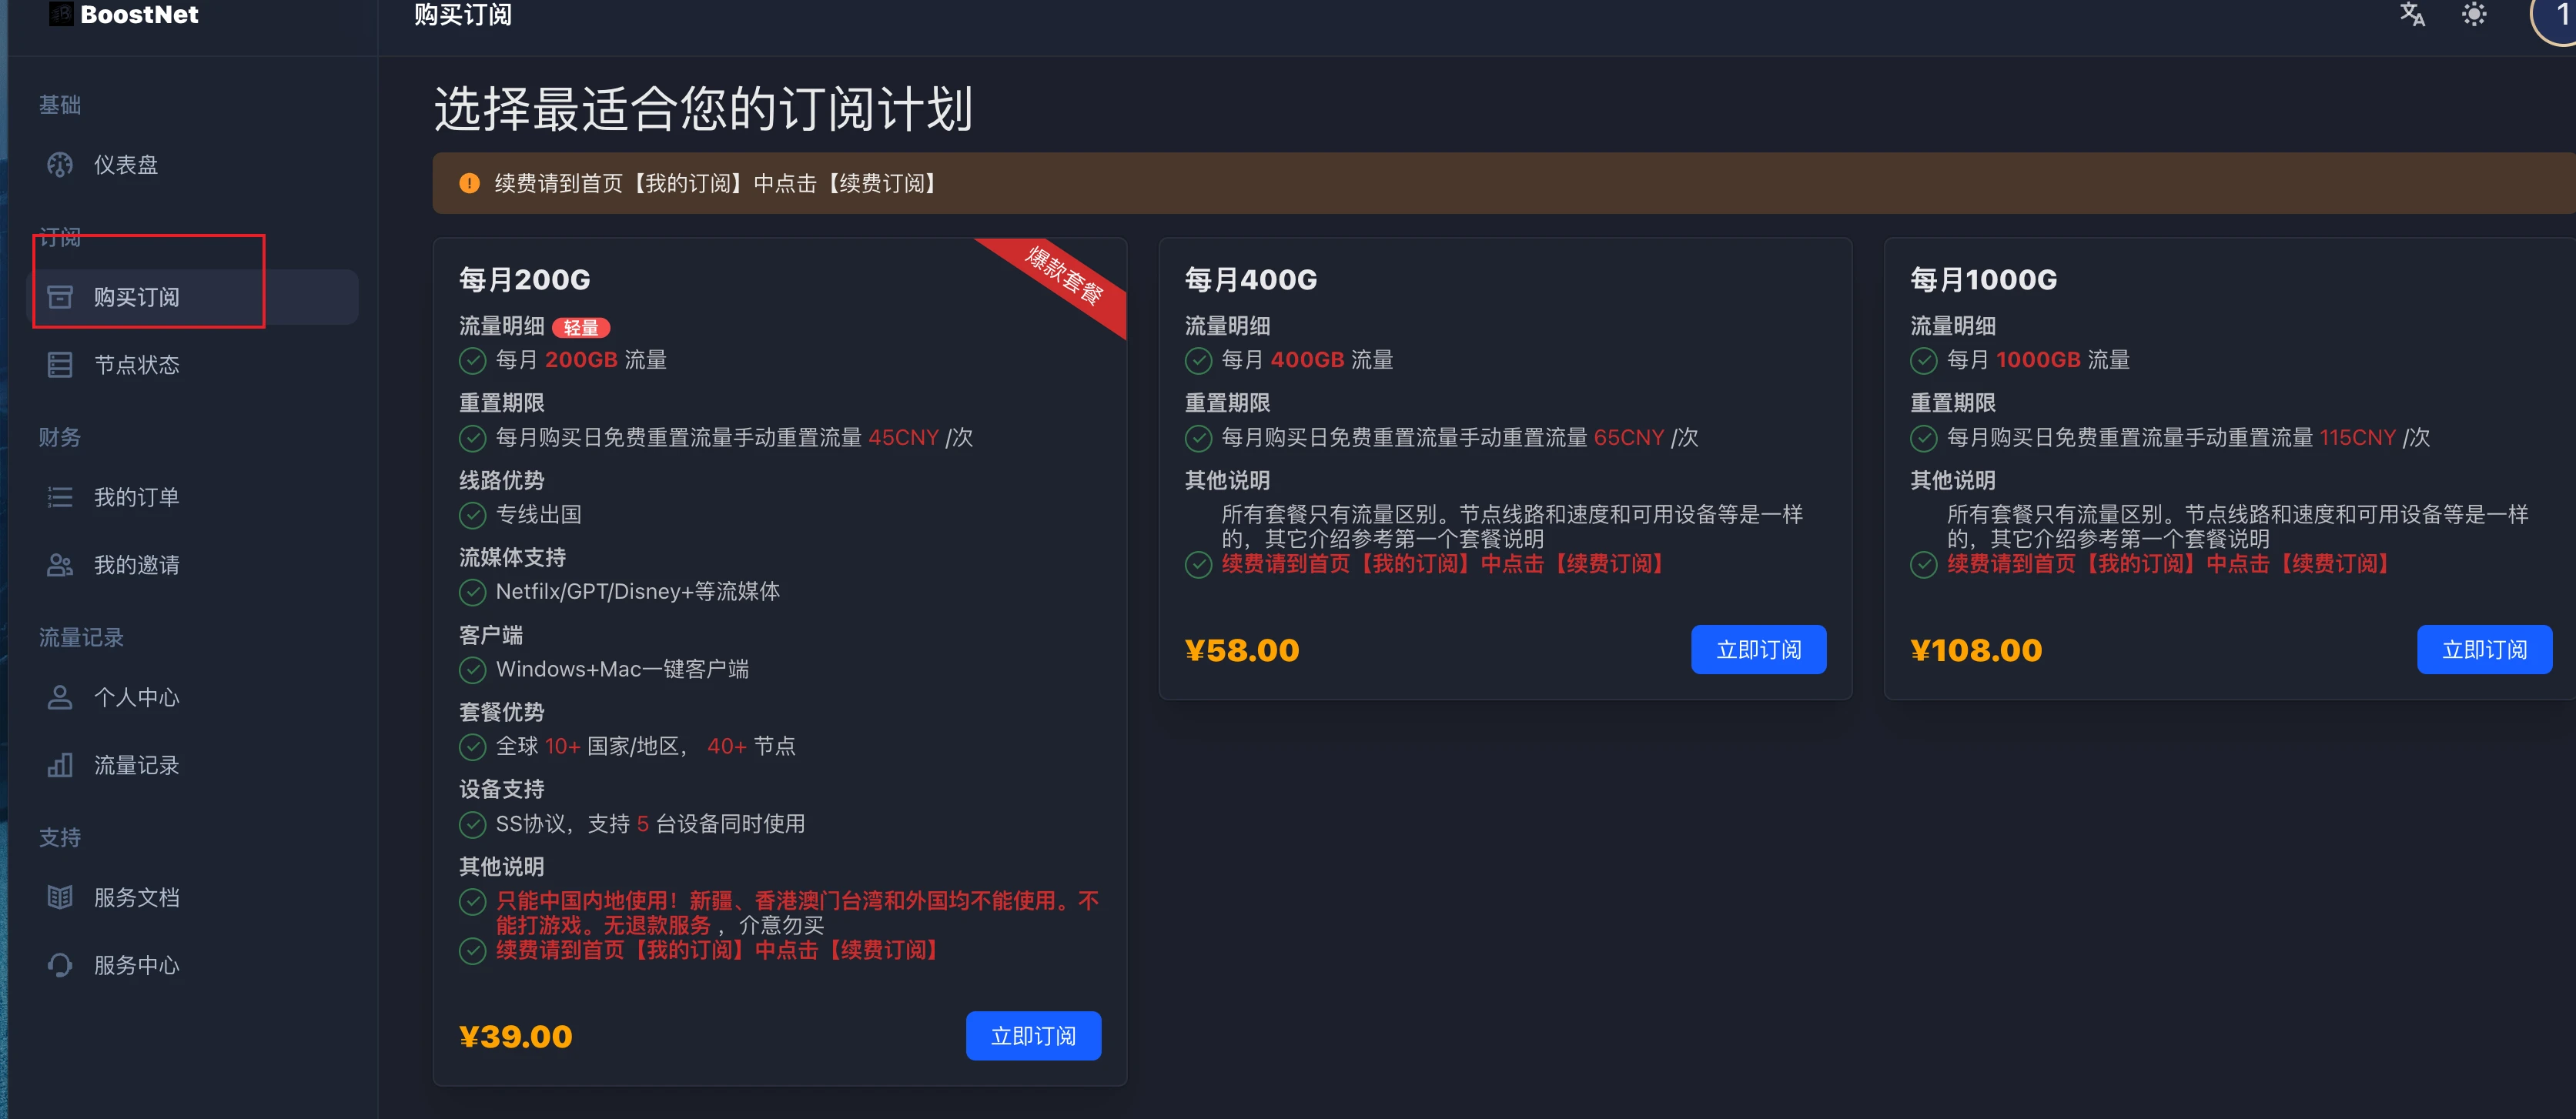 BoostNet
购买订阅
基础
仪表盘
订阅
购买订阅
节点状态
财务
我的订单
我的邀请
流量记录
个人中心
流量记录
支持
服务文档
服务中心
选择最适合您的订阅计划
续费请到首页【我的订阅】中点击【续费订阅】
爆款套餐
每月200G
流量明细 轻量
每月 200GB 流量
重置期限
每月购买日免费重置流量手动重置流量 45CNY /次
线路优势
专线出国
流媒体支持
Netfilx/GPT/Disney+等流媒体
客户端
Windows+Mac一键客户端
套餐优势
全球 10+ 国家/地区， 40+ 节点
设备支持
SS协议，支持 5 台设备同时使用
其他说明
只能中国内地使用！新疆、香港澳门台湾和外国均不能使用。不
能打游戏。无退款服务 ，介意勿买
续费请到首页【我的订阅】中点击【续费订阅】
¥39.00
立即订阅
每月400G
流量明细
每月 400GB 流量
重置期限
每月购买日免费重置流量手动重置流量 65CNY /次
其他说明
所有套餐只有流量区别。节点线路和速度和可用设备等是一样
的，其它介绍参考第一个套餐说明
续费请到首页【我的订阅】中点击【续费订阅】
¥58.00
立即订阅
每月1000G
流量明细
每月 1000GB 流量
重置期限
每月购买日免费重置流量手动重置流量 115CNY /次
其他说明
所有套餐只有流量区别。节点线路和速度和可用设备等是一样
的，其它介绍参考第一个套餐说明
续费请到首页【我的订阅】中点击【续费订阅】
¥108.00
立即订阅